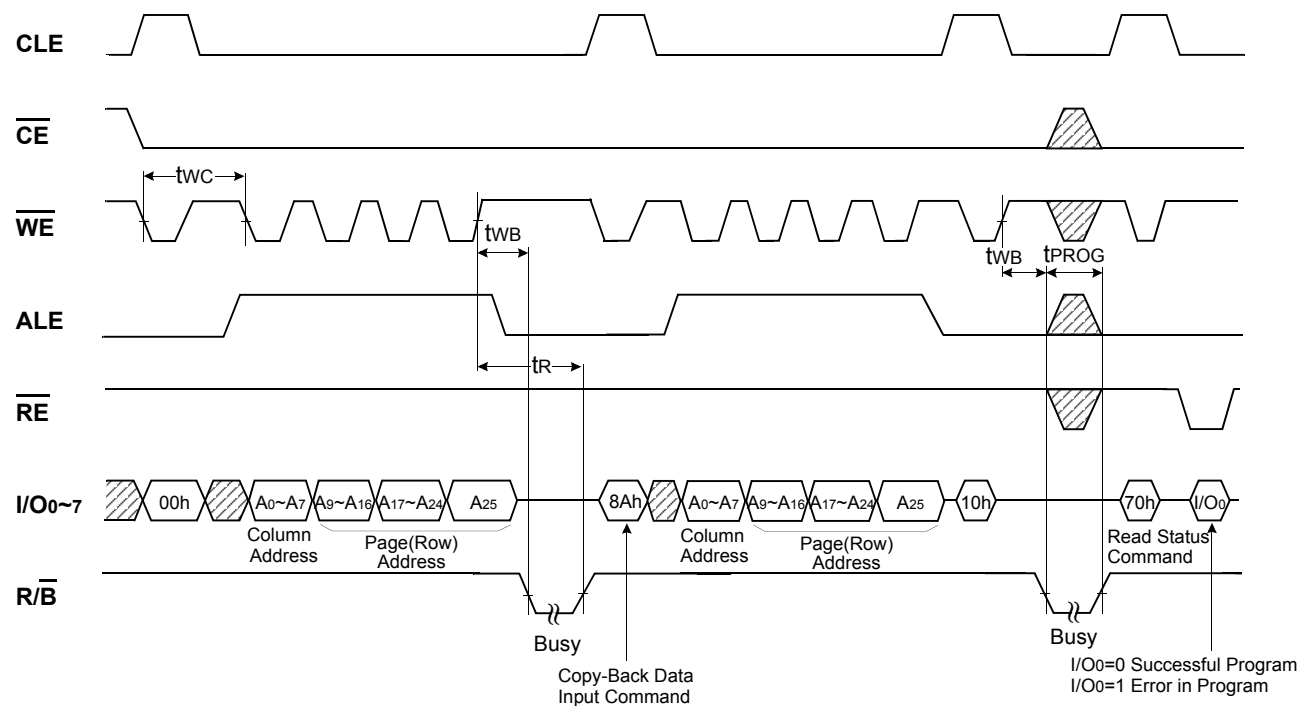 CLE
CE
tWC
WE
tWB
tWB
tPROG
ALE
tR
RE
I/O0~7
00h
A0~A7
A9~A16
A17~A24
A25
8Ah
A0~A7
A9~A16
A17~A24
A25
10h
70h
I/O0
Column
Address
Page(Row)
Address
Column
Address
Page(Row)
Address
Read Status
Command
R/B
Busy
Busy
Copy-Back Data
Input Command
I/O0=0 Successful Program
I/O0=1 Error in Program